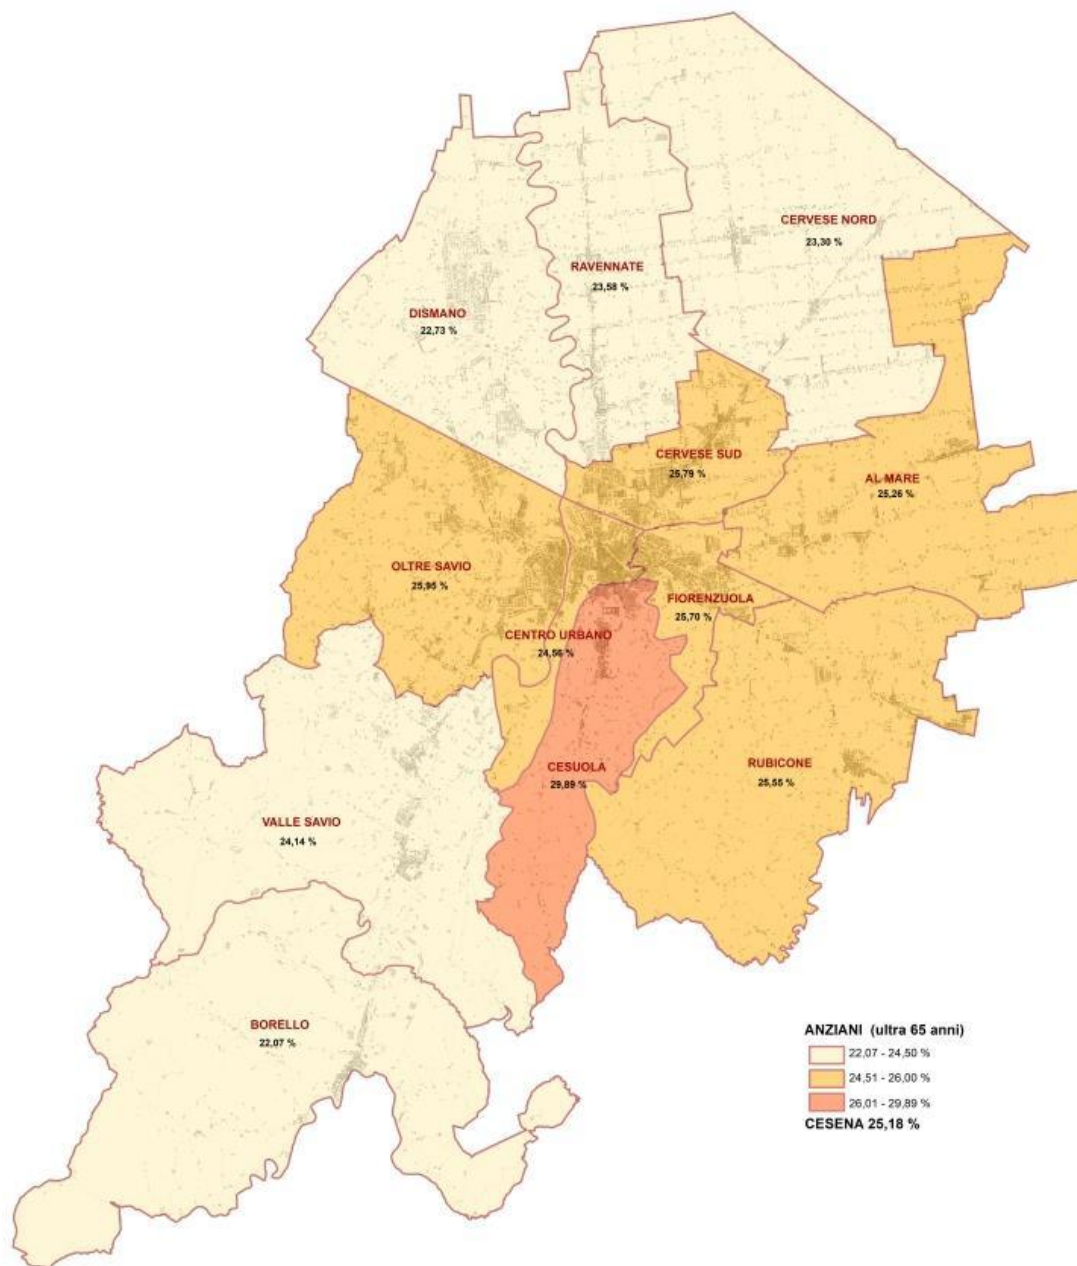 CERVESE NORD
23,30 %
RAVENNATE
23,58 %
DISMANO
22,73 %
CERVESE SUD
25,79 %
AL MARE
25,26 %
OLTRE SAVIO
25,95 %
FIORENZUOLA
25,70 %
CENTRO URBANO
24,56 %
CESUOLA
29,89 %
RUBICONE
25,55 %
VALLE SAVIO
24,14 %
BORELLO
22,07 %
ANZIANI (ultra 65 anni)
22,07 - 24,50 %
24,51 - 26,00 %
26,01 - 29,89 %
CESENA 25,18 %